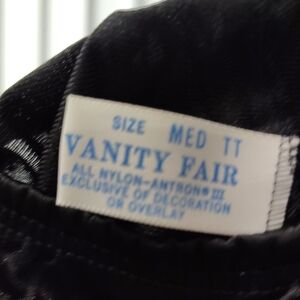 SIZE MED TT
VANITY FAIR
ALL NYLON-ANTRON® III
EXCLUSIVE OF DECORATION
OR OVERLAY